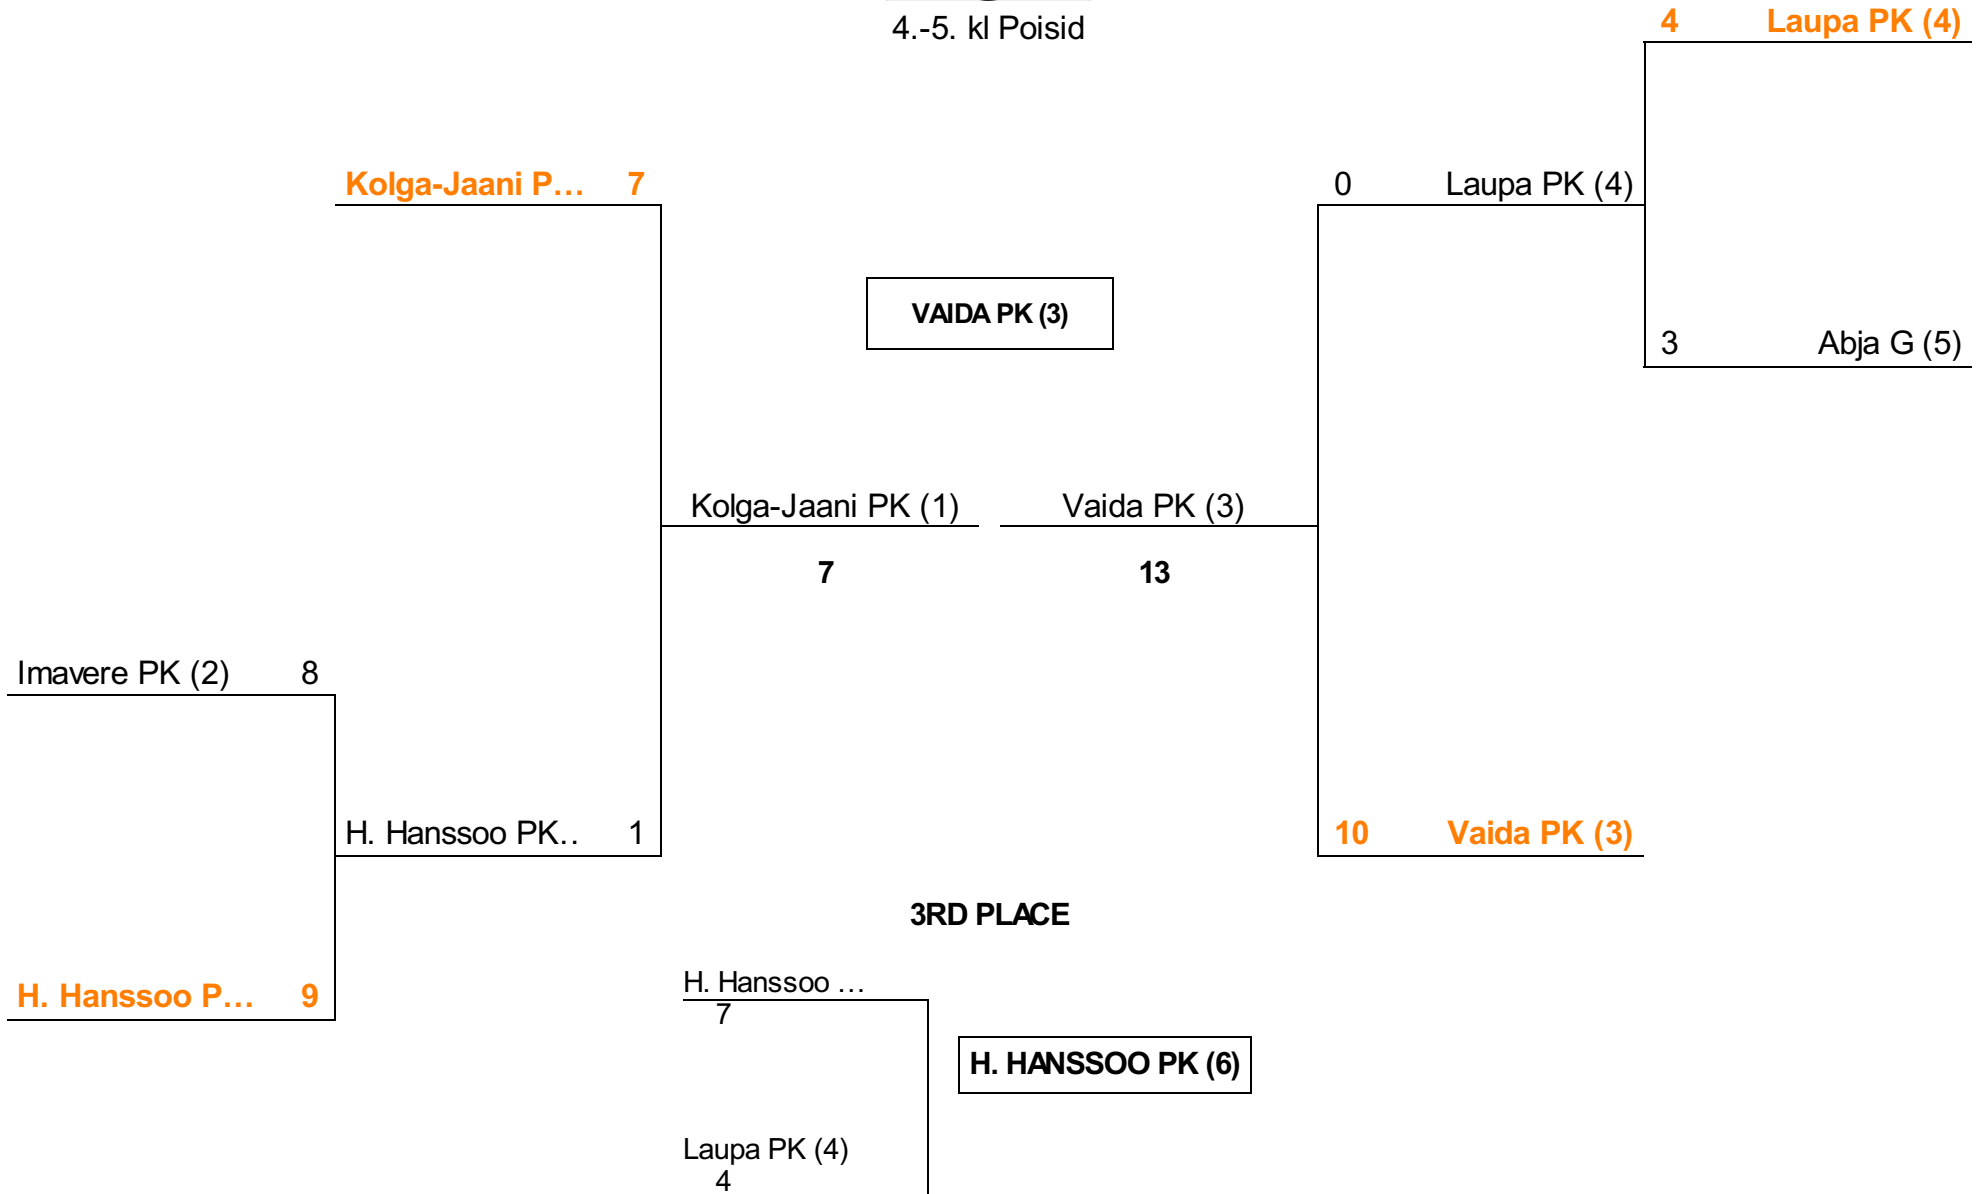 4.-5. kl Poisid
4 Laupa PK (4)
Kolga-Jaani P... 7
0 Laupa PK (4)
VAIDA PK (3)
3 Abja G (5)
Kolga-Jaani PK (1)
Vaida PK (3)
7
13
Imavere PK (2) 8
H. Hanssoo PK.. 1
10 Vaida PK (3)
3RD PLACE
H. Hanssoo P... 9
H. Hanssoo ...
7
H. HANSSOO PK (6)
Laupa PK (4)
4